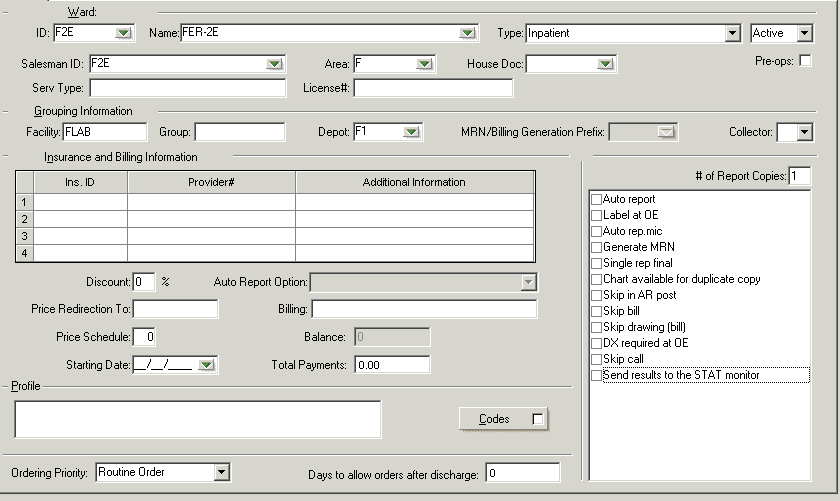 Ward:
ID: F2E Name: FER-2E Type: Inpatient Active
Salesman ID: F2E Area: F House Doc: Pre-ops:
Serv Type: License#:
Grouping Information
Facility: FLAB Group: Depot: F1 MRN/Billing Generation Prefix: Collector:
Insurance and Billing Information
# of Report Copies: 1
Ins. ID Provider# Additional Information
1
2
3
4
Auto report
Label at OE
Auto rep.mic
Generate MRN
Single rep final
Chart available for duplicate copy
Skip in AR post
Skip bill
Skip drawing (bill)
DX required at OE
Skip call
Send results to the STAT monitor
Discount: 0 % Auto Report Option:
Price Redirection To: Billing:
Price Schedule: 0 Balance: 0
Starting Date: __/__/____ Total Payments: 0.00
Profile
Codes
Ordering Priority: Routine Order Days to allow orders after discharge: 0